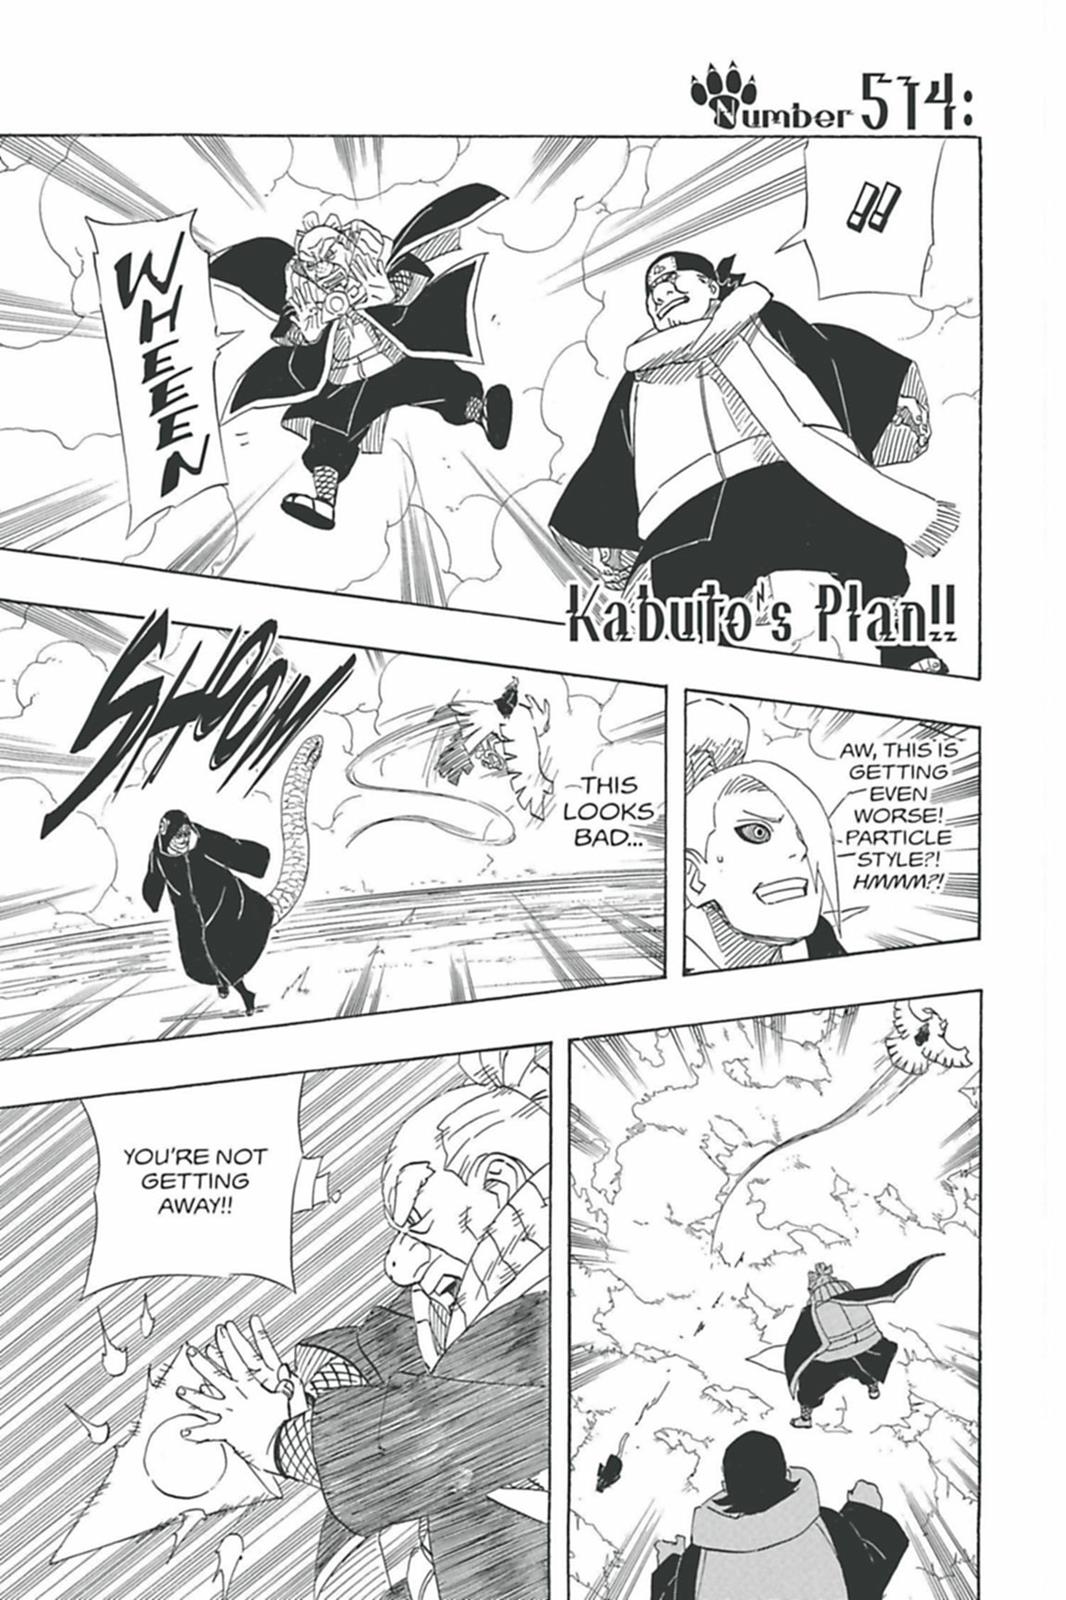 Number 514:
!!
WHEEEN
Kabuto's Plan!!
AW, THIS IS
GETTING
EVEN
WORSE!
PARTICLE
STYLE?!
HMMM?!
SHOOM
THIS
LOOKS
BAD...
YOU'RE NOT
GETTING
AWAY!!